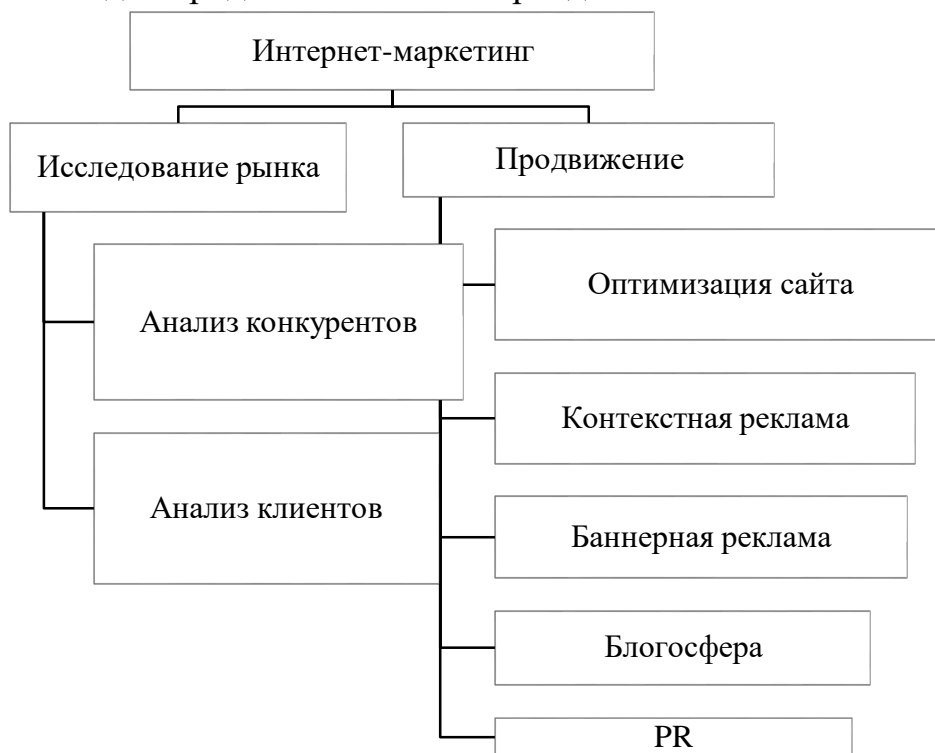 Интернет-маркетинг
Исследование рынка
Продвижение
Анализ конкурентов
Анализ клиентов
Оптимизация сайта
Контекстная реклама
Баннерная реклама
Блогосфера
PR